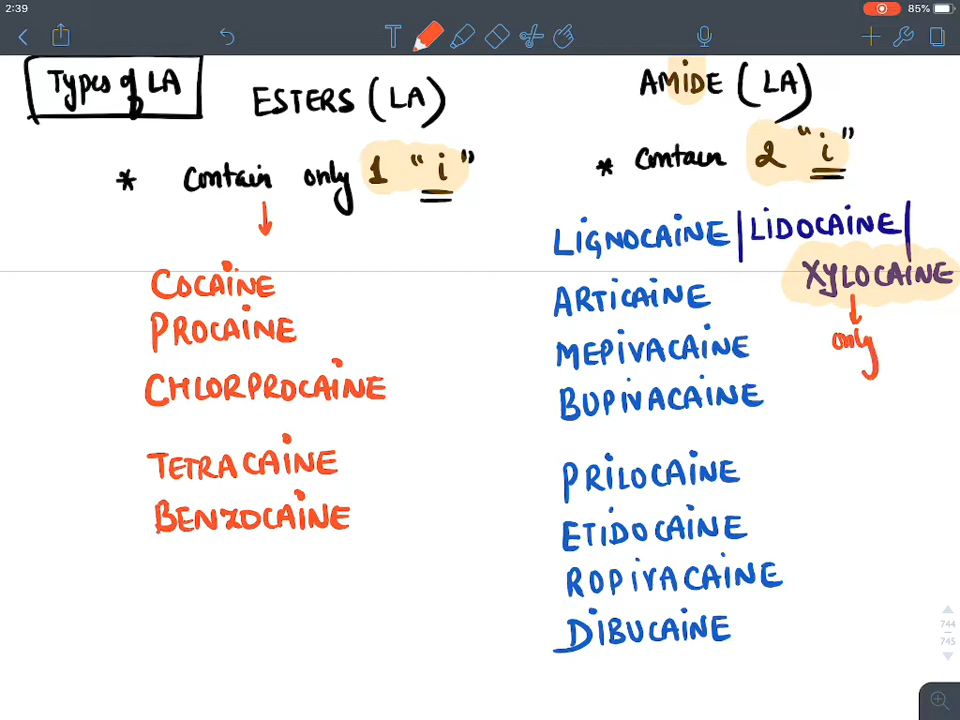 2:39
85%
T
Types of LA
ESTERS (LA)
* Contain only 1 "i"
COCAiNE
PROCAiNE
CHLORPROCAiNE
TETRACAiNE
BENZOCAiNE
AMIDE (LA)
* Contain 2 "i"
LiGNOCAiNE | LiDOCAiNE |
XYLOCAiNE
only
ARTiCAiNE
MEPiVACAiNE
BUPiVACAiNE
PRiLOCAiNE
ETiDOCAiNE
ROPiVACAiNE
DiBUCAiNE
744
745